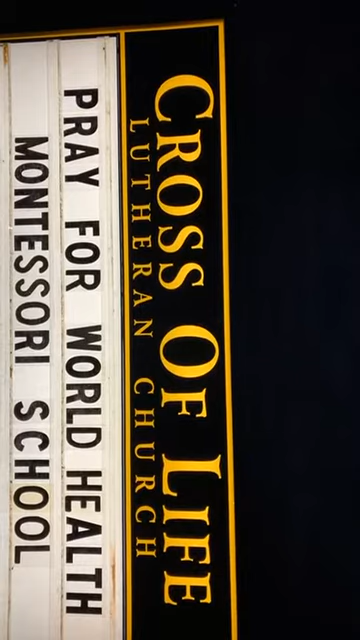 CROSS OF LIFE
LUTHERAN CHURCH
PRAY FOR WORLD HEALTH
MONTESSORI SCHOOL